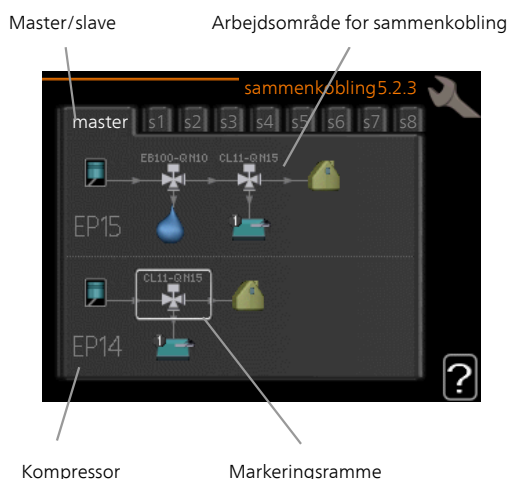 Master/slave
Arbejdsområde for sammenkobling
sammenkobling5.2.3
master s1 s2 s3 s4 s5 s6 s7 s8
EB100-QN10 CL11-QN15
EP15
1
CL11-QN15
EP14
1
?
Kompressor
Markeringsramme